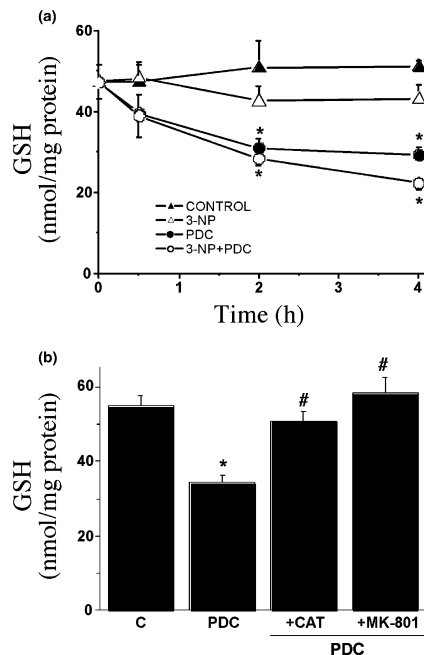 (a)
60
40
20
0
GSH
(nmol/mg protein)
*
*
*
*
CONTROL
3-NP
PDC
3-NP+PDC
0 1 2 3 4
Time (h)
(b)
60
40
20
0
GSH
(nmol/mg protein)
*
#
#
C PDC +CAT +MK-801
PDC